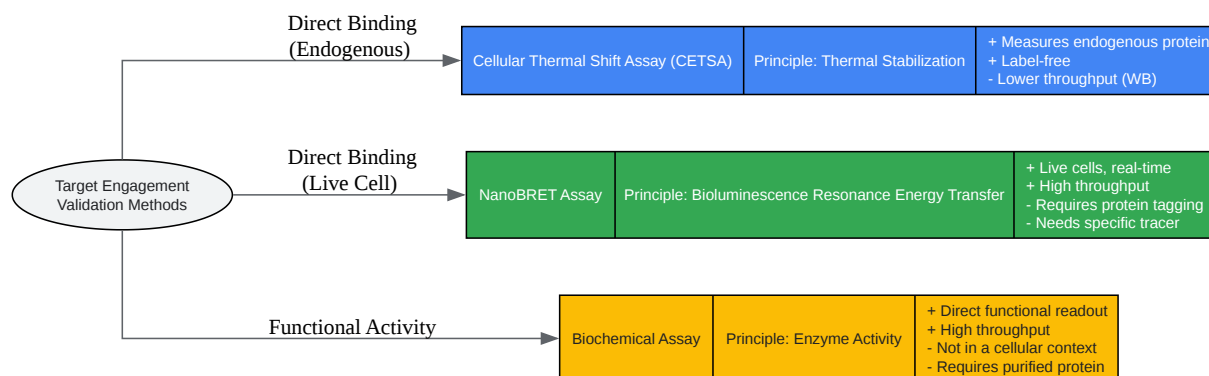 Direct Binding
(Endogenous)
Cellular Thermal Shift Assay (CETSA)
Principle: Thermal Stabilization
+ Measures endogenous protein
+ Label-free
- Lower throughput (WB)
Target Engagement
Validation Methods
Direct Binding
(Live Cell)
NanoBRET Assay
Principle: Bioluminescence Resonance Energy Transfer
+ Live cells, real-time
+ High throughput
- Requires protein tagging
- Needs specific tracer
Functional Activity
Biochemical Assay
Principle: Enzyme Activity
+ Direct functional readout
+ High throughput
- Not in a cellular context
- Requires purified protein